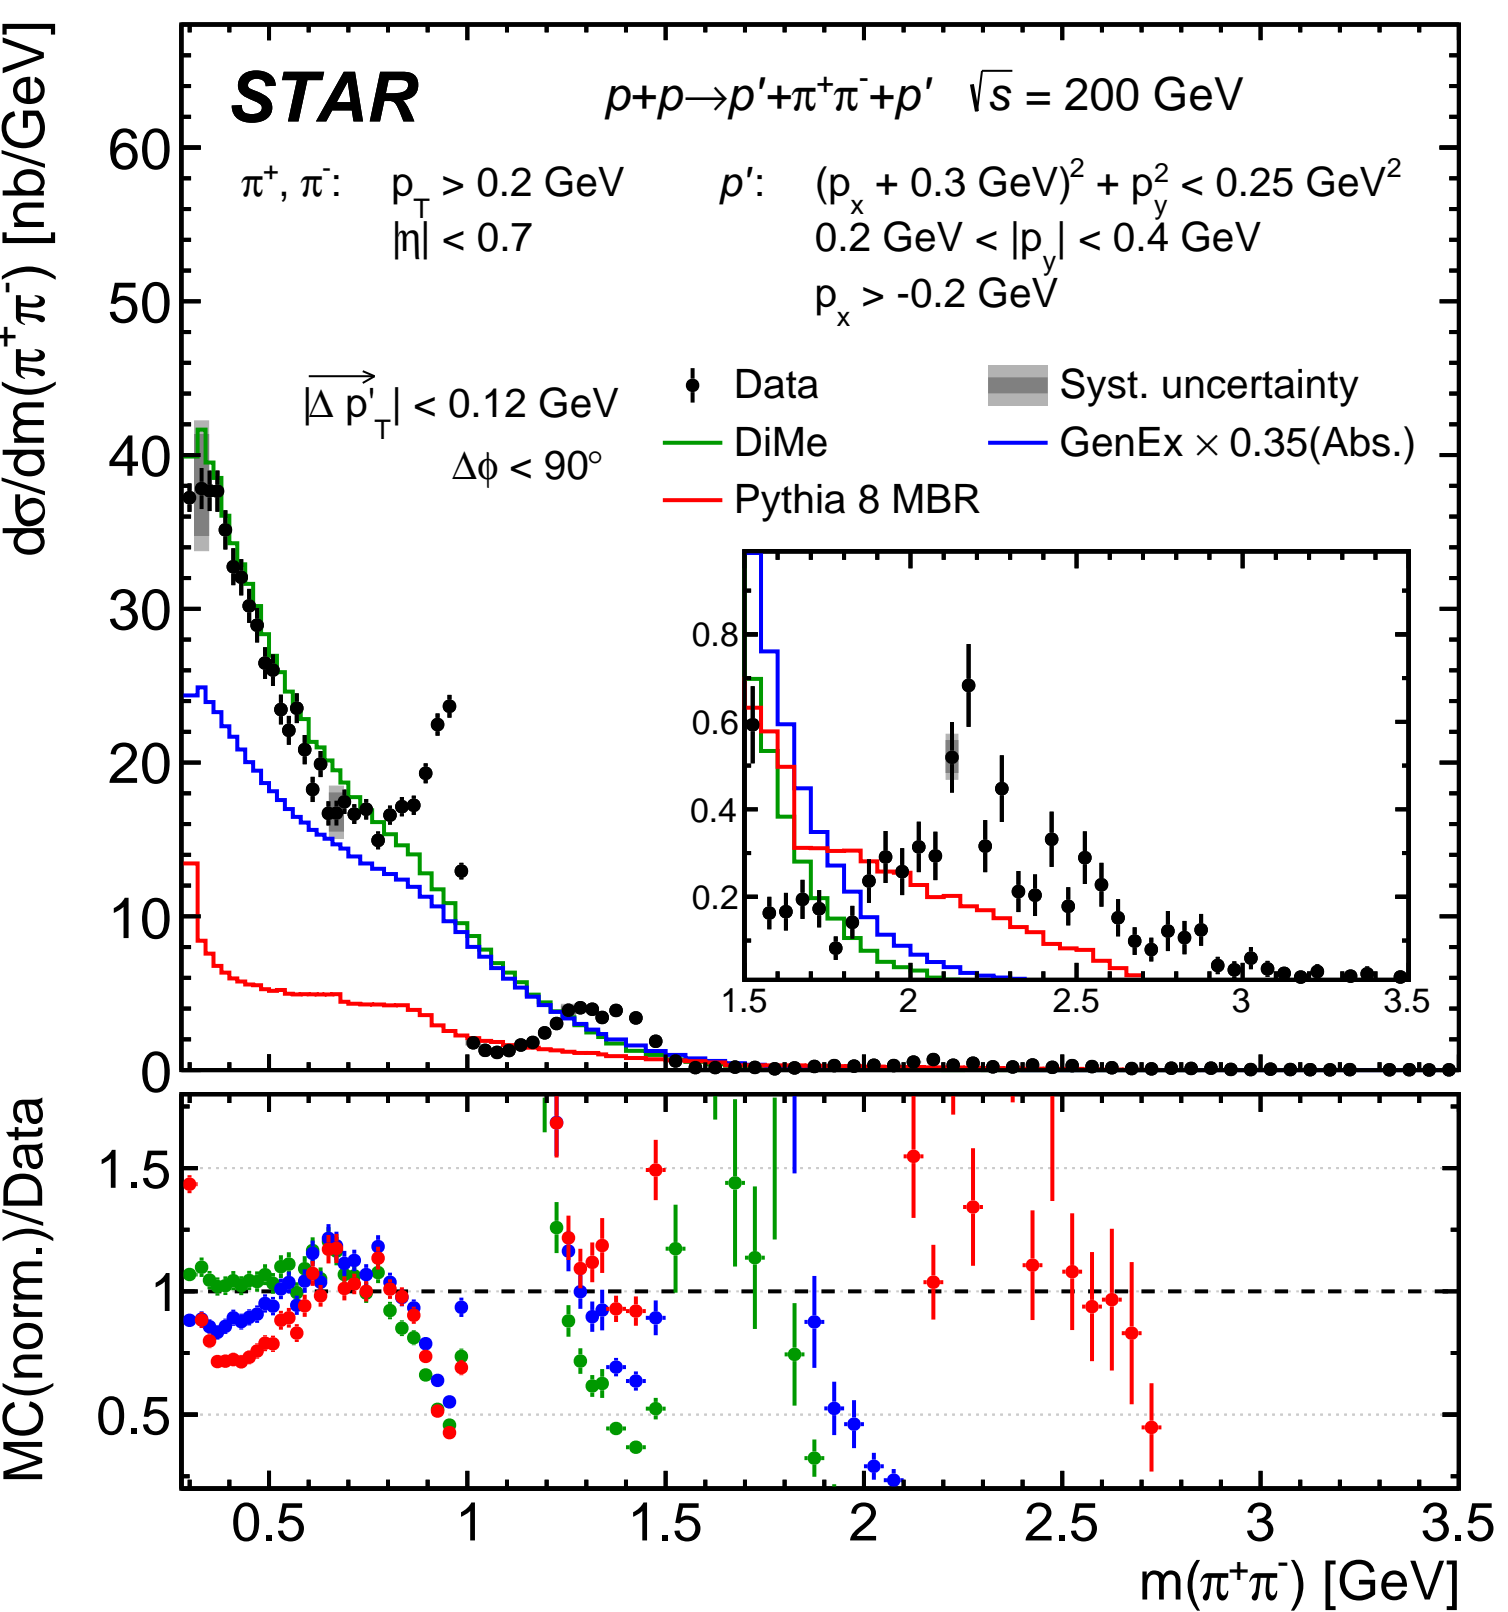 STAR
p+p→p′+π⁺π⁻+p′ √s = 200 GeV
π⁺, π⁻: p_T > 0.2 GeV
|η| < 0.7
p′: (p_x + 0.3 GeV)² + p_y² < 0.25 GeV²
0.2 GeV < |p_y| < 0.4 GeV
p_x > -0.2 GeV
|Δ p'_T| < 0.12 GeV
Δϕ < 90°
Data
Syst. uncertainty
DiMe
GenEx × 0.35(Abs.)
Pythia 8 MBR
dσ/dm(π⁺π⁻) [nb/GeV]
60
50
40
30
20
10
0
0.8
0.6
0.4
0.2
1.5 2 2.5 3 3.5
MC(norm.)/Data
1.5
1
0.5
0.5 1 1.5 2 2.5 3 3.5
m(π⁺π⁻) [GeV]